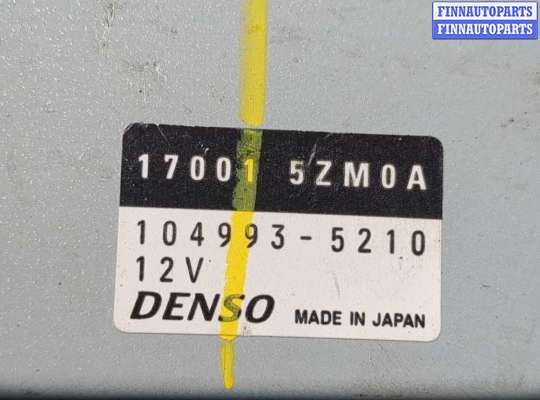 FINNAUTOPARTS
FINNAUTOPARTS
17001 5ZM0A
104993-5210
12V
DENSO MADE IN JAPAN